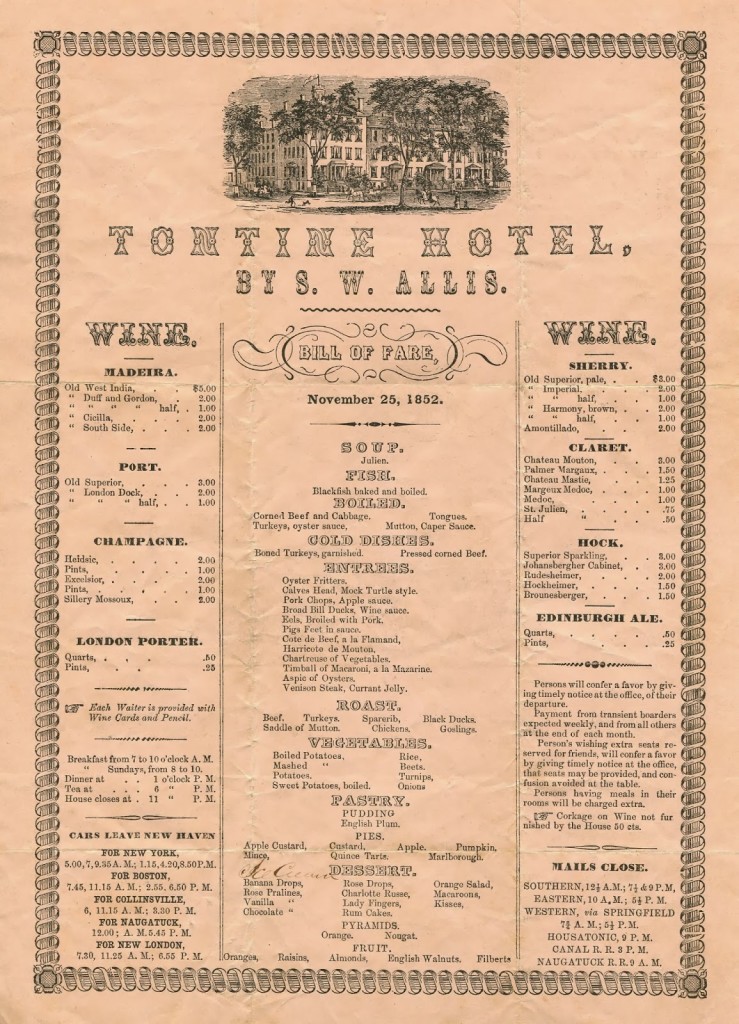 TONTINE HOTEL,
BY S. W. ALLIS.
WINE.
MADEIRA.
Old West India, . . $5.00
" Duff and Gordon, . 2.00
" " " " half, . 1.00
" Cicilla, . . 2.00
" South Side, . . 2.00
PORT.
Old Superior, . . 3.00
" London Dock, . . 2.00
" " " half, . 1.00
CHAMPAGNE.
Heidsic, . . . 2.00
Pints, . . . . 1.00
Excelsior, . . . 2.00
Pints, . . . . 1.00
Sillery Mossoux, . . 2.00
LONDON PORTER.
Quarts, . . . .50
Pints, . . . .25
☞ Each Waiter is provided with
Wine Cards and Pencil.
Breakfast from 7 to 10 o'clock A. M.
" Sundays, from 8 to 10.
Dinner at . . 1 o'clock P. M.
Tea at . . 6 " P. M.
House closes at . 11 " P. M.
CARS LEAVE NEW HAVEN
FOR NEW YORK,
5.00, 7, 9.35 A. M.; 1.15, 4.20, 8.50 P.M.
FOR BOSTON,
7.45, 11.15 A. M.; 2.55, 6.50 P. M.
FOR COLLINSVILLE,
6, 11.15 A. M.; 3.30 P. M.
FOR NAUGATUCK,
12.00; A. M. 5.45 P. M.
FOR NEW LONDON,
7.30, 11.25 A. M.; 6.55 P. M.
BILL OF FARE,
November 25, 1852.
SOUP.
Julien.
FISH.
Blackfish baked and boiled.
BOILED.
Corned Beef and Cabbage. Tongues.
Turkeys, oyster sauce, Mutton, Caper Sauce.
COLD DISHES.
Boned Turkeys, garnished. Pressed corned Beef.
ENTREES.
Oyster Fritters.
Calves Head, Mock Turtle style.
Pork Chops, Apple sauce.
Broad Bill Ducks, Wine sauce.
Eels, Broiled with Pork.
Pigs Feet in sauce.
Cote de Beef, a la Flamand,
Harricote de Mouton,
Chartreuse of Vegetables.
Timball of Macaroni, a la Mazarine.
Aspic of Oysters.
Venison Steak, Currant Jelly.
ROAST.
Beef. Turkeys. Sparerib, Black Ducks.
Saddle of Mutton. Chickens. Goslings.
VEGETABLES.
Boiled Potatoes, Rice,
Mashed " Beets.
Potatoes. Turnips,
Sweet Potatoes, boiled. Onions
PASTRY.
PUDDING
English Plum.
PIES.
Apple Custard, Custard, Apple. Pumpkin,
Mince, Quince Tarts. Marlborough.
DESSERT.
Banana Drops, Rose Drops, Orange Salad,
Rose Pralines, Charlotte Russe, Macaroons,
Vanilla " Lady Fingers, Kisses,
Chocolate " Rum Cakes.
PYRAMIDS.
Orange. Nougat.
FRUIT.
Oranges, Raisins, Almonds, English Walnuts. Filberts
WINE.
SHERRY.
Old Superior, pale, . $3.00
" Imperial. . . 2.00
" " half, . 1.00
" Harmony, brown, . 2.00
" " half, . 1.00
Amontillado, . . 2.00
CLARET.
Chateau Mouton, . . 3.00
Palmer Margaux, . . 1.50
Chateau Mastie, . . 1.25
Margeux Medoc, . . 1.00
Medoc, . . . 1.00
St. Julien, . . . .75
Half " . . .50
HOCK.
Superior Sparkling, . . 3.00
Johansbergher Cabinet, . 3.00
Rudesheimer, . . 2.00
Hockheimer, . . . 1.50
Brounesberger, . . 1.50
EDINBURGH ALE.
Quarts, . . . .50
Pints, . . . .25
Persons will confer a favor by giv-
ing timely notice at the office, of their
departure.
Payment from transient boarders
expected weekly, and from all others
at the end of each month.
Person's wishing extra seats re-
served for friends, will confer a favor
by giving timely notice at the office,
that seats may be provided, and con-
fusion avoided at the table.
Persons having meals in their
rooms will be charged extra.
☞ Corkage on Wine not fur
nished by the House 50 cts.
MAILS CLOSE.
SOUTHERN, 12½ A.M.; 7½ & 9 P.M,
EASTERN, 10 A.M; 5½ P. M.
WESTERN, via SPRINGFIELD
7¾ A. M.; 5½ P. M.
HOUSATONIC, 9 P. M.
CANAL R. R. 3 P. M.
NAUGATUCK R. R. 9 A. M.